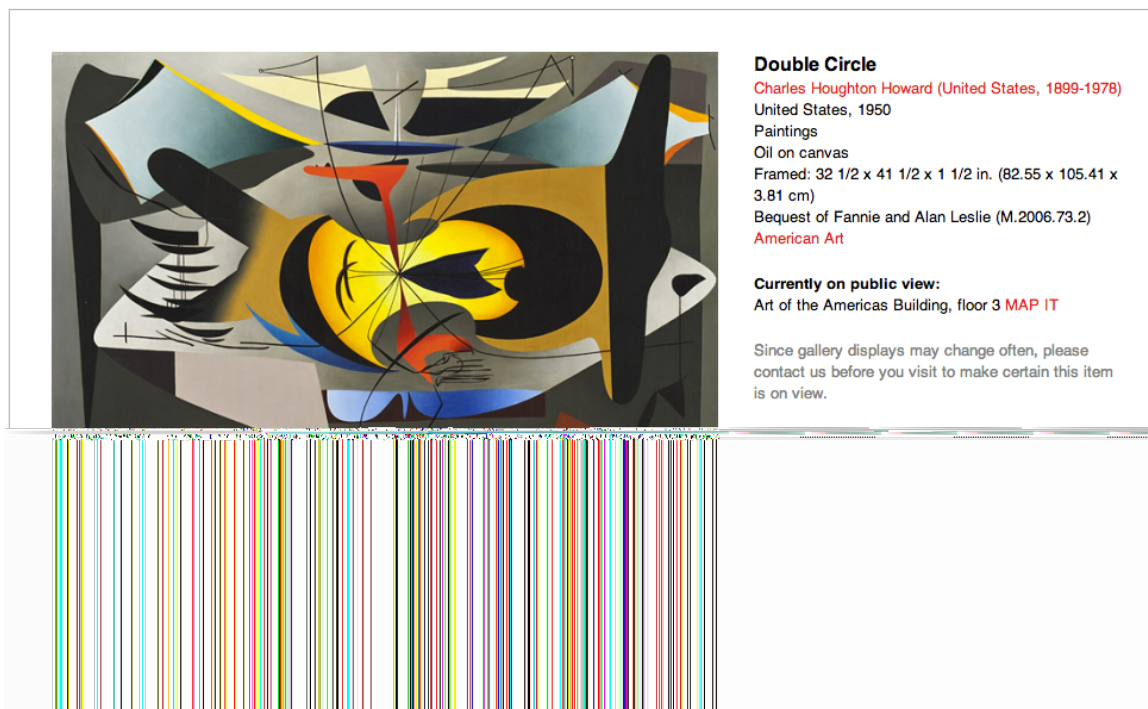 Double Circle
Charles Houghton Howard (United States, 1899-1978)
United States, 1950
Paintings
Oil on canvas
Framed: 32 1/2 x 41 1/2 x 1 1/2 in. (82.55 x 105.41 x
3.81 cm)
Bequest of Fannie and Alan Leslie (M.2006.73.2)
American Art
Currently on public view:
Art of the Americas Building, floor 3 MAP IT
Since gallery displays may change often, please
contact us before you visit to make certain this item
is on view.